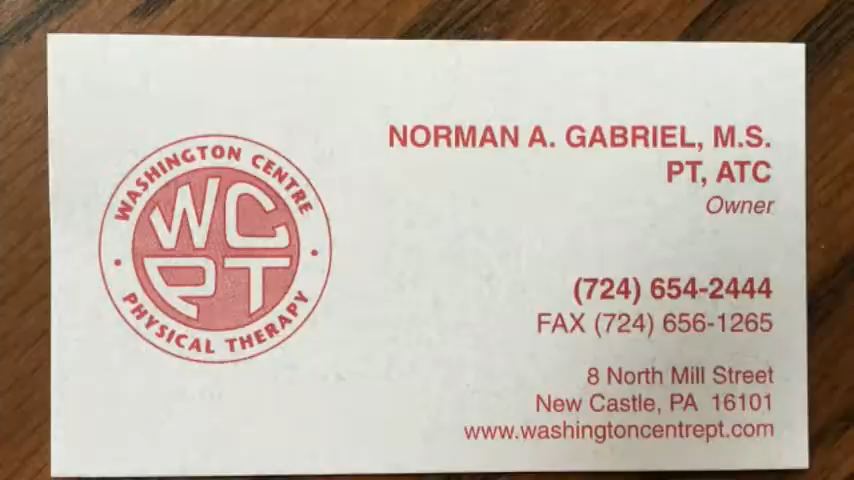 WASHINGTON CENTRE
WC
PT
PHYSICAL THERAPY
NORMAN A. GABRIEL, M.S.
PT, ATC
Owner
(724) 654-2444
FAX (724) 656-1265
8 North Mill Street
New Castle, PA 16101
www.washingtoncentrept.com